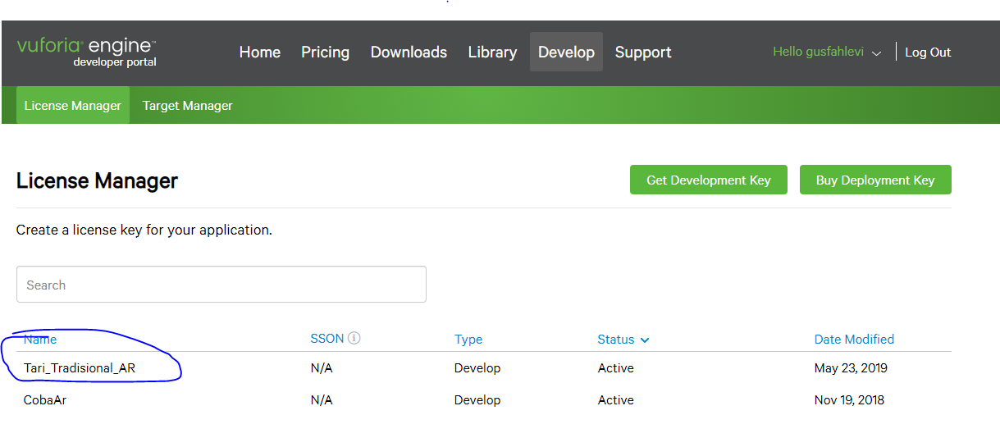 vuforia® engine™
developer portal
Home Pricing Downloads Library Develop Support
Hello gusfahlevi Log Out
License Manager Target Manager
License Manager
Get Development Key Buy Deployment Key
Create a license key for your application.
Search
Name SSON Type Status Date Modified
Tari_Tradisional_AR N/A Develop Active May 23, 2019
CobaAr N/A Develop Active Nov 19, 2018